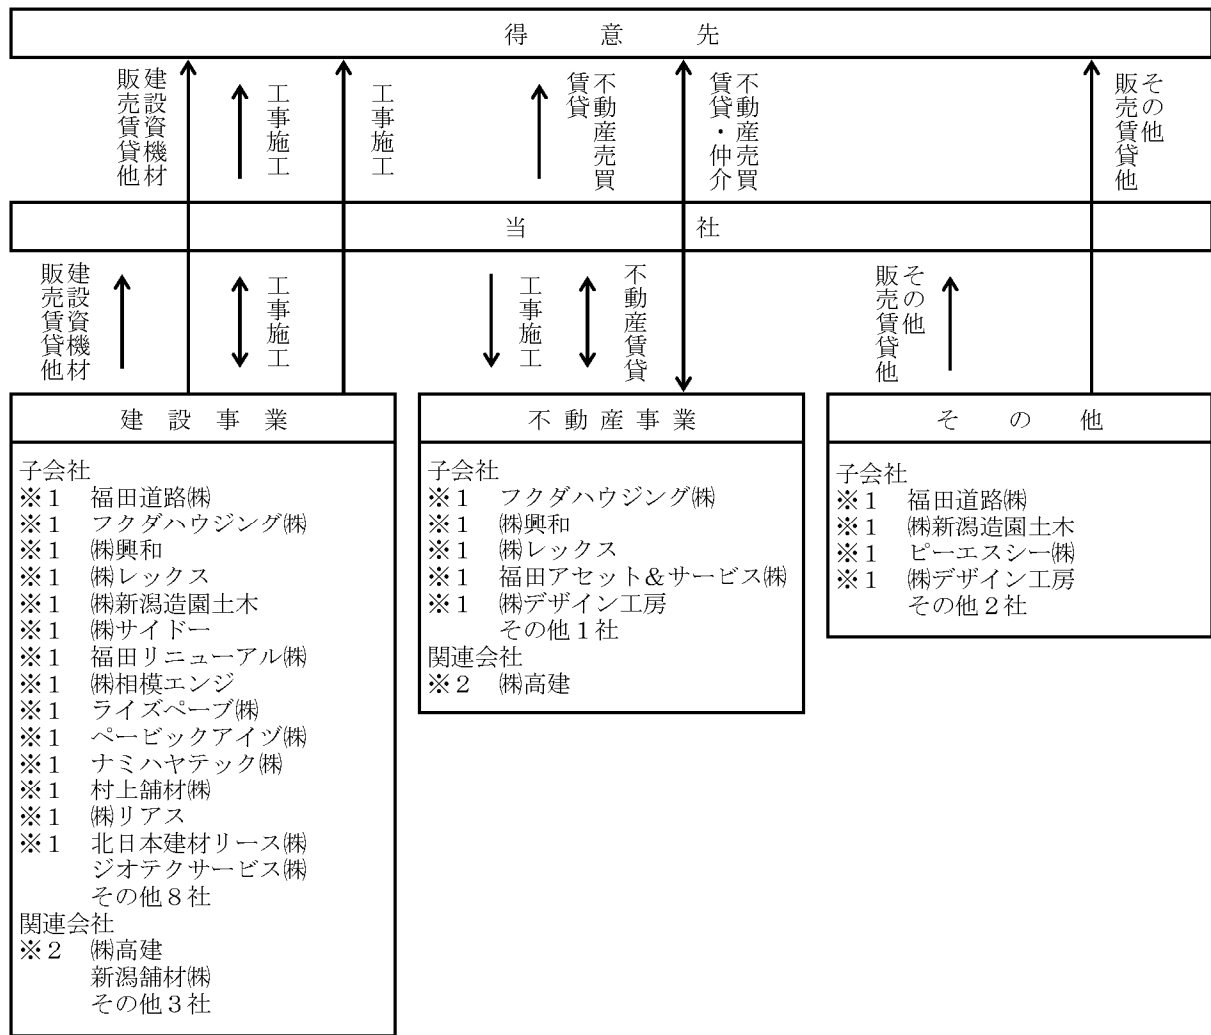 得意先
建設資機材
販売賃貸他
工事施工
工事施工
不動産売買
賃貸
不動産売買
賃貸・仲介
その他
販売賃貸他
当社
建設資機材
販売賃貸他
工事施工
工事施工
不動産賃貸
その他
販売賃貸他
建設事業
子会社
※1 福田道路㈱
※1 フクダハウジング㈱
※1 ㈱興和
※1 ㈱レックス
※1 ㈱新潟造園土木
※1 ㈱サイドー
※1 福田リニューアル㈱
※1 ㈱相模エンジ
※1 ライズペーブ㈱
※1 ペービックアイヅ㈱
※1 ナミハヤテック㈱
※1 村上舗材㈱
※1 ㈱リアス
※1 北日本建材リース㈱
ジオテクサービス㈱
その他8社
関連会社
※2 ㈱高建
新潟舗材㈱
その他3社
不動産事業
子会社
※1 フクダハウジング㈱
※1 ㈱興和
※1 ㈱レックス
※1 福田アセット&サービス㈱
※1 ㈱デザイン工房
その他1社
関連会社
※2 ㈱高建
その他
子会社
※1 福田道路㈱
※1 ㈱新潟造園土木
※1 ピーエスシー㈱
※1 ㈱デザイン工房
その他2社